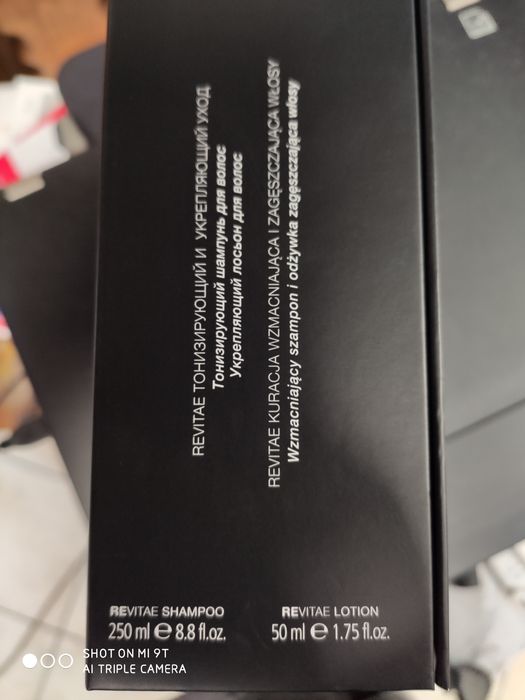 REVITAE ТОНИЗИРУЮЩИЙ И УКРЕПЛЯЮЩИЙ УХОД
Тонизирующий шампунь для волос
Укрепляющий лосьон для волос
REVITAE KURACJA WZMACNIAJĄCA I ZAGĘSZCZAJĄCA WŁOSY
Wzmacniający szampon i odżywka zagęszczająca włosy
REVITAE SHAMPOO
250 ml e 8.8 fl.oz.
REVITAE LOTION
50 ml e 1.75 fl.oz.
SHOT ON MI 9T
AI TRIPLE CAMERA